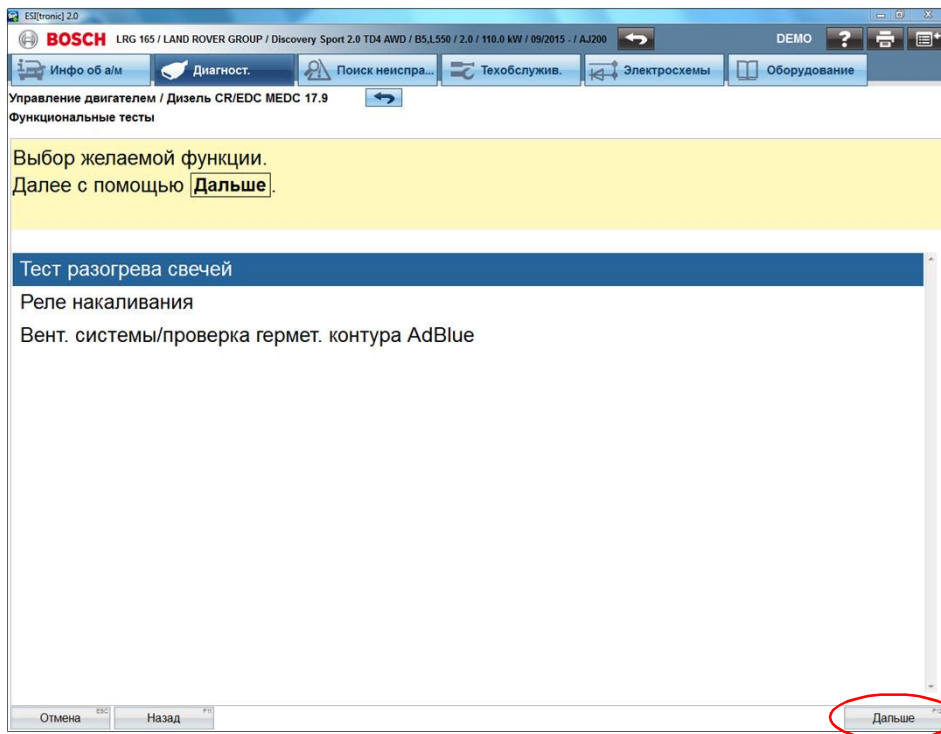 ESI[tronic] 2.0
BOSCH LRG 165 / LAND ROVER GROUP / Discovery Sport 2.0 TD4 AWD / B5,L550 / 2.0 / 110.0 kW / 09/2015 - / AJ200 DEMO ?
Инфо об а/м Диагност. Поиск неиспра... Техобслужив. Электросхемы Оборудование
Управление двигателем / Дизель CR/EDC MEDC 17.9
Функциональные тесты
Выбор желаемой функции.
Далее с помощью Дальше.
Тест разогрева свечей
Реле накаливания
Вент. системы/проверка гермет. контура AdBlue
Отмена ESC Назад F11 Дальше F12